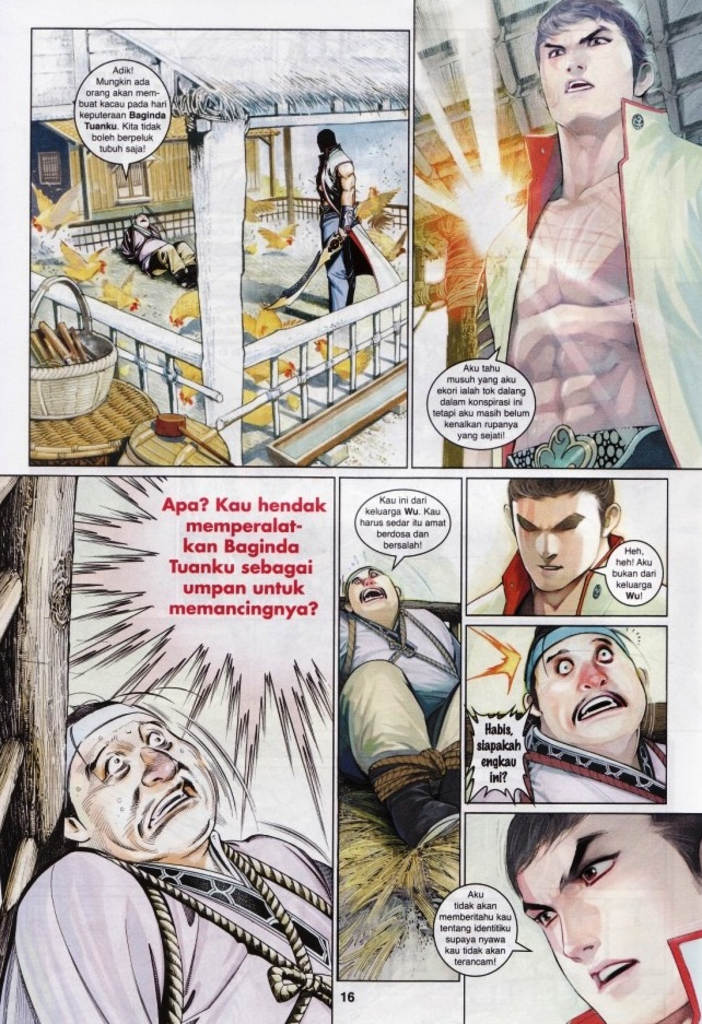 Adik!
Mungkin ada
orang akan mem-
buat kacau pada hari
keputeraan Baginda
Tuanku. Kita tidak
boleh berpeluk
tubuh saja!
Aku tahu
musuh yang aku
ekori ialah tok dalang
dalam konspirasi ini
tetapi aku masih belum
kenalkan rupanya
yang sejati!
Apa? Kau hendak
memperalat-
kan Baginda
Tuanku sebagai
umpan untuk
memancingnya?
Kau ini dari
keluarga Wu. Kau
harus sedar itu amat
berdosa dan
bersalah!
Heh,
heh! Aku
bukan dari
keluarga
Wu!
Habis,
siapakah
engkau
ini?
Aku
tidak akan
memberitahu kau
tentang identitiku
supaya nyawa
kau tidak akan
terancam!
16